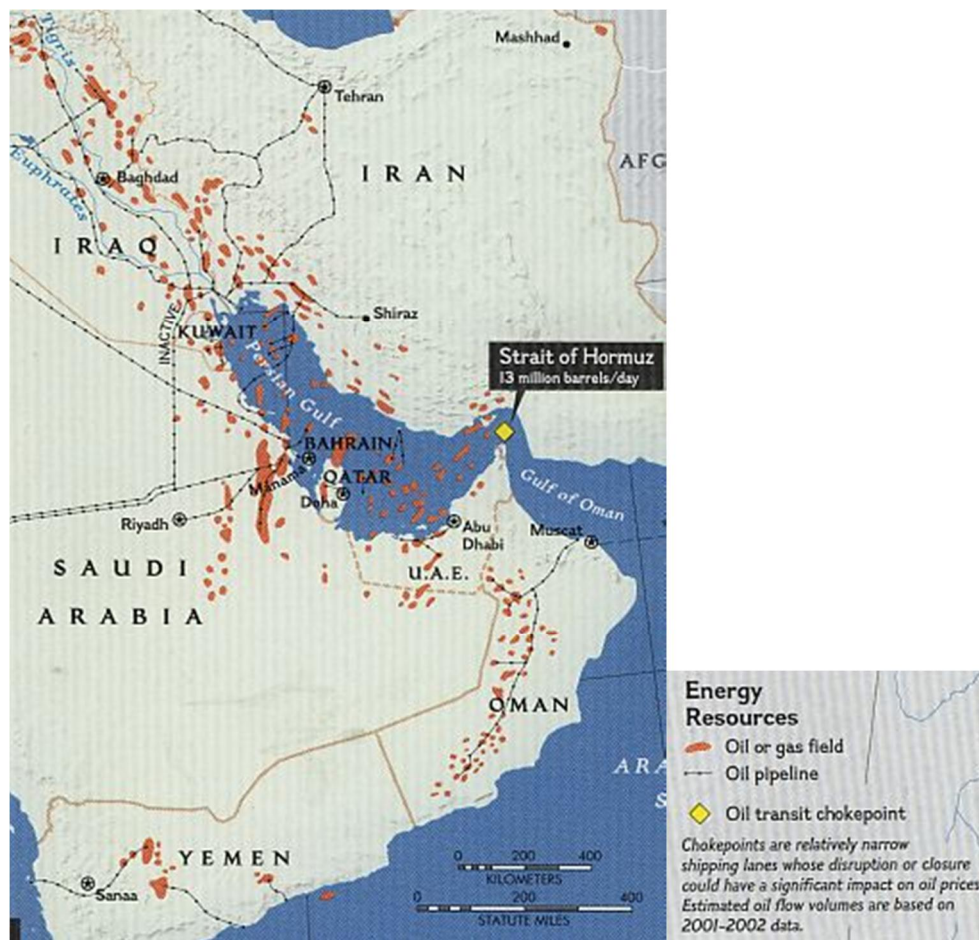 Tigris
Mashhad
Tehran
AFG
IRAN
Euphrates
Baghdad
IRAQ
INACTIVE
KUWAIT
Shiraz
Strait of Hormuz
13 million barrels/day
Persian Gulf
BAHRAIN
Manama
QATAR
Doha
Gulf of Oman
Riyadh
Abu
Dhabi
Muscat
U.A.E.
SAUDI
ARABIA
OMAN
ARA
S
YEMEN
Sanaa
0 200 400
KILOMETERS
0 200 400
STATUTE MILES
Energy
Resources
Oil or gas field
Oil pipeline
Oil transit chokepoint
Chokepoints are relatively narrow
shipping lanes whose disruption or closure
could have a significant impact on oil prices
Estimated oil flow volumes are based on
2001-2002 data.